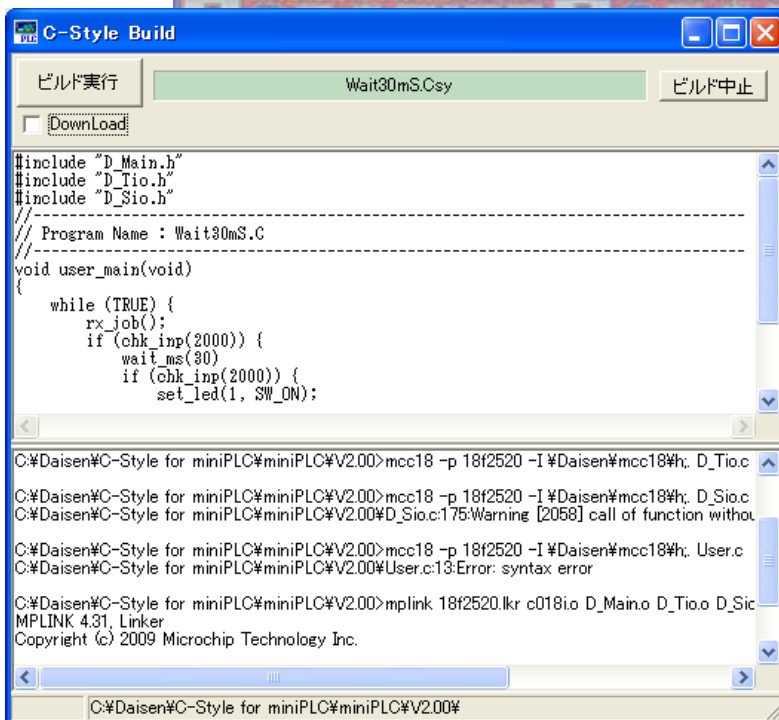 C-Style Build
ビルド実行
Wait30mS.Csy
ビルド中止
DownLoad
#include "D_Main.h"
#include "D_Tio.h"
#include "D_Sio.h"
//-------------------------------------------------------------------------------
// Program Name : Wait30mS.C
//-------------------------------------------------------------------------------
void user_main(void)
{
    while (TRUE) {
        rx_job();
        if (chk_inp(2000)) {
            wait_ms(30)
            if (chk_inp(2000)) {
                set_led(1, SW_ON);
C:¥Daisen¥C-Style for miniPLC¥miniPLC¥V2.00>mcc18 -p 18f2520 -I ¥Daisen¥mcc18¥h;. D_Tio.c
C:¥Daisen¥C-Style for miniPLC¥miniPLC¥V2.00>mcc18 -p 18f2520 -I ¥Daisen¥mcc18¥h;. D_Sio.c
C:¥Daisen¥C-Style for miniPLC¥miniPLC¥V2.00¥D_Sio.c:175:Warning [2058] call of function withou
C:¥Daisen¥C-Style for miniPLC¥miniPLC¥V2.00>mcc18 -p 18f2520 -I ¥Daisen¥mcc18¥h;. User.c
C:¥Daisen¥C-Style for miniPLC¥miniPLC¥V2.00¥User.c:13:Error: syntax error
C:¥Daisen¥C-Style for miniPLC¥miniPLC¥V2.00>mplink 18f2520.lkr c018i.o D_Main.o D_Tio.o D_Sic
MPLINK 4.31, Linker
Copyright (c) 2009 Microchip Technology Inc.
C:¥Daisen¥C-Style for miniPLC¥miniPLC¥V2.00¥